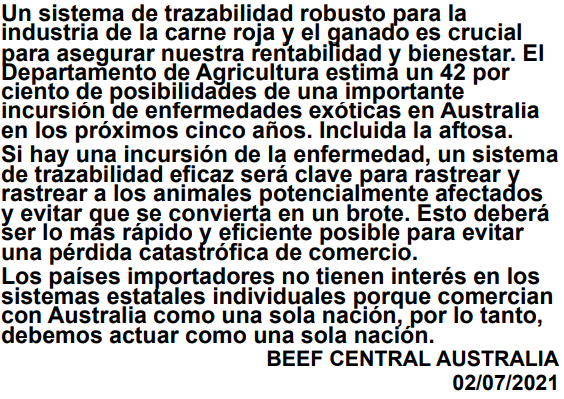 Un sistema de trazabilidad robusto para la
industria de la carne roja y el ganado es crucial
para asegurar nuestra rentabilidad y bienestar. El
Departamento de Agricultura estima un 42 por
ciento de posibilidades de una importante
incursión de enfermedades exóticas en Australia
en los próximos cinco años. Incluida la aftosa.
Si hay una incursión de la enfermedad, un sistema
de trazabilidad eficaz será clave para rastrear y
rastrear a los animales potencialmente afectados
y evitar que se convierta en un brote. Esto deberá
ser lo más rápido y eficiente posible para evitar
una pérdida catastrófica de comercio.
Los países importadores no tienen interés en los
sistemas estatales individuales porque comercian
con Australia como una sola nación, por lo tanto,
debemos actuar como una sola nación.
BEEF CENTRAL AUSTRALIA
02/07/2021